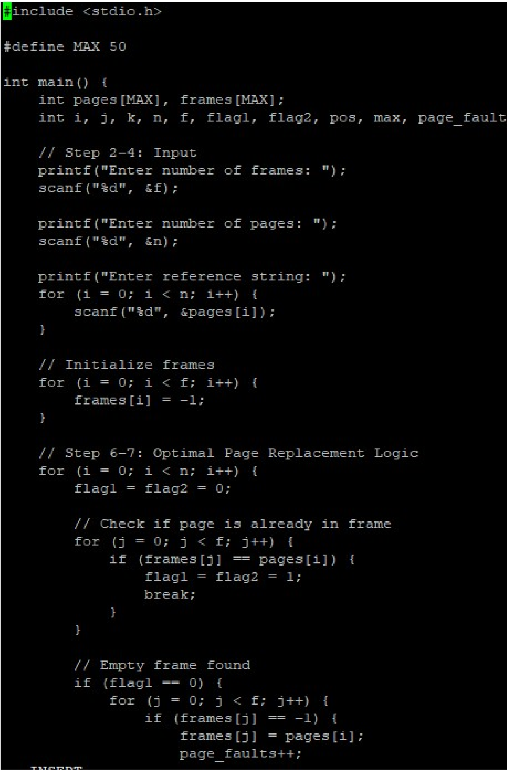 #include <stdio.h>
#define MAX 50
int main() {
    int pages[MAX], frames[MAX];
    int i, j, k, n, f, flag1, flag2, pos, max, page_fault
    // Step 2-4: Input
    printf("Enter number of frames: ");
    scanf("%d", &f);
    printf("Enter number of pages: ");
    scanf("%d", &n);
    printf("Enter reference string: ");
    for (i = 0; i < n; i++) {
        scanf("%d", &pages[i]);
    }
    // Initialize frames
    for (i = 0; i < f; i++) {
        frames[i] = -1;
    }
    // Step 6-7: Optimal Page Replacement Logic
    for (i = 0; i < n; i++) {
        flag1 = flag2 = 0;
        // Check if page is already in frame
        for (j = 0; j < f; j++) {
            if (frames[j] == pages[i]) {
                flag1 = flag2 = 1;
                break;
            }
        }
        // Empty frame found
        if (flag1 == 0) {
            for (j = 0; j < f; j++) {
                if (frames[j] == -1) {
                    frames[j] = pages[i];
                    page_faults++;
-- INSERT --